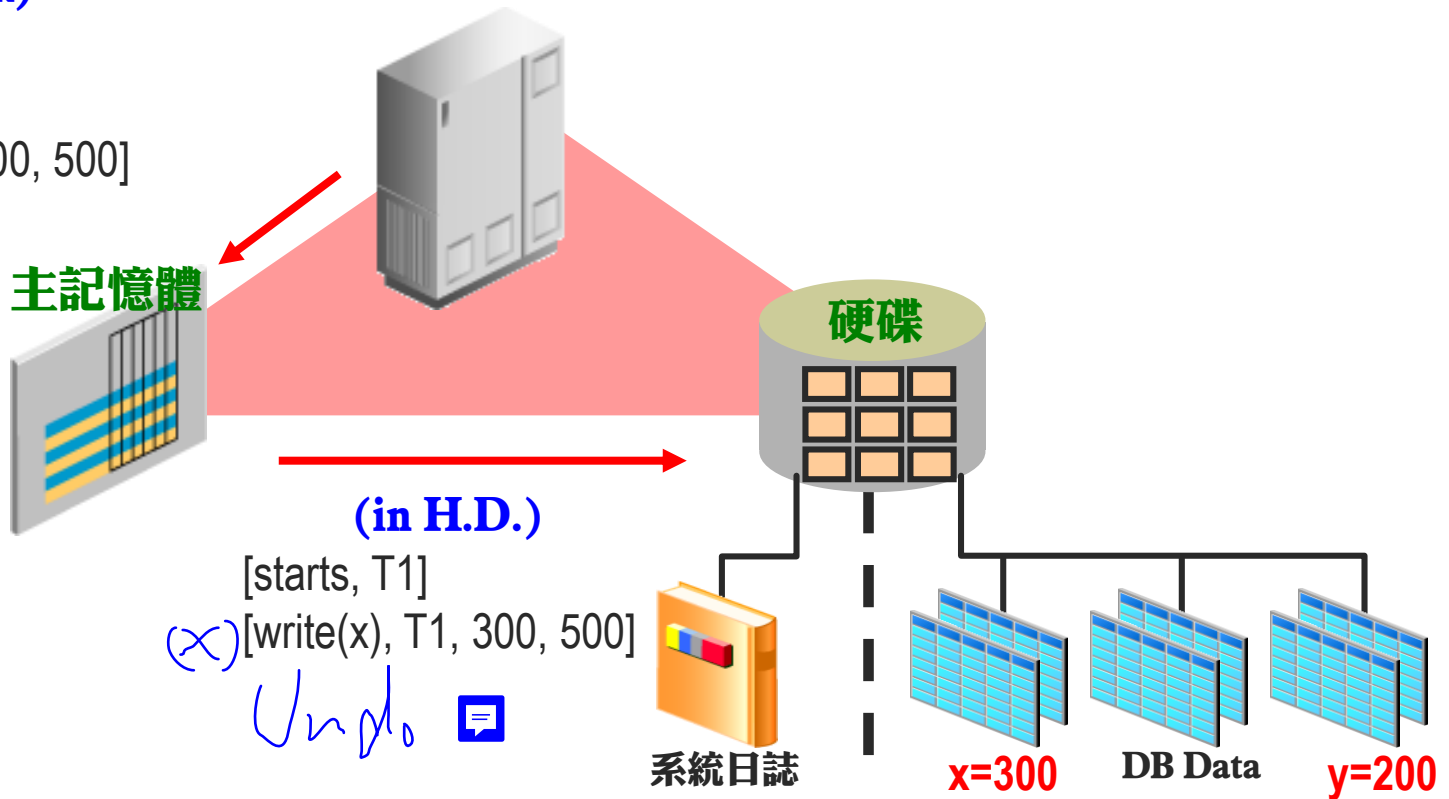 00, 500]
主記憶體
硬碟
(in H.D.)
[starts, T1]
(x) [write(x), T1, 300, 500]
Undo
系統日誌
x=300
DB Data
y=200